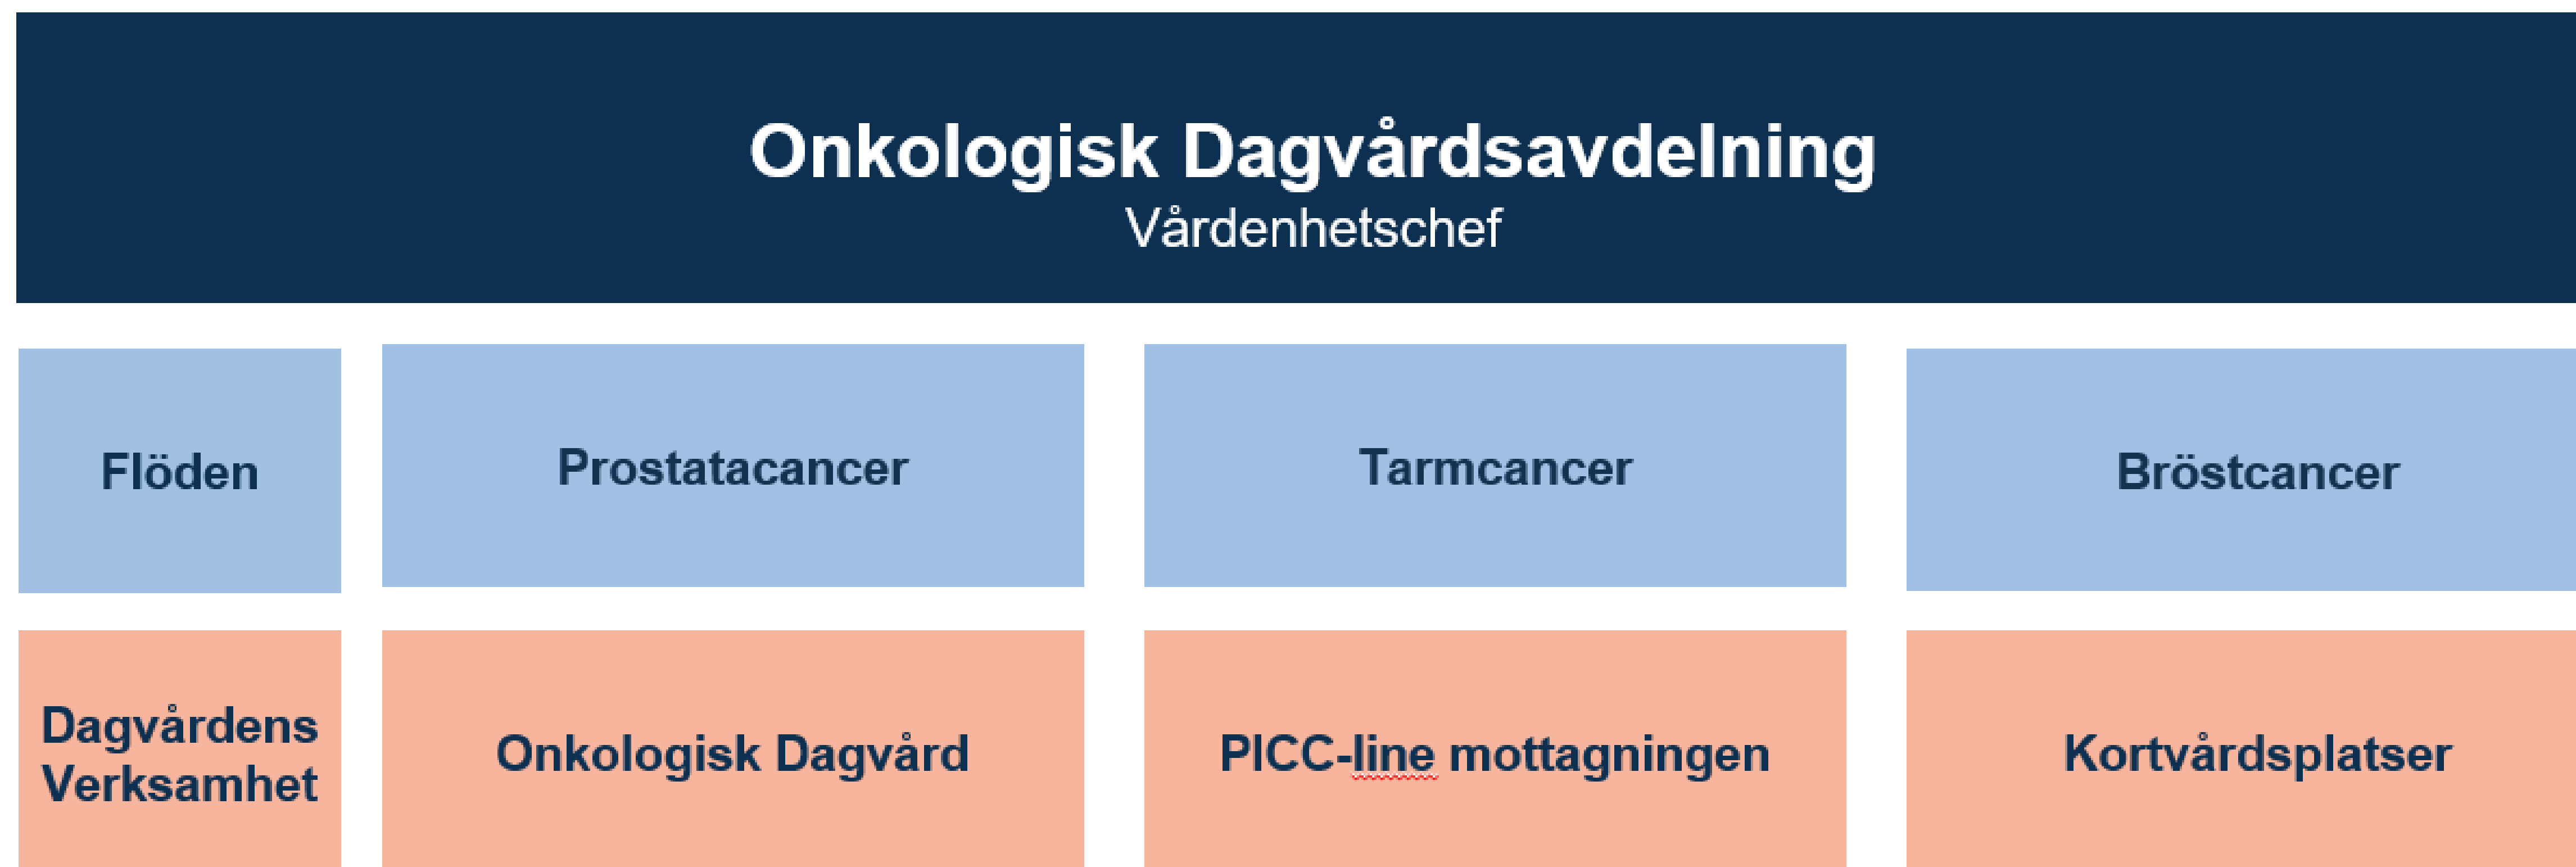 Onkologisk Dagvårdsavdelning
Vårdenhetschef
Flöden
Prostatacancer
Tarmcancer
Bröstcancer
Dagvårdens
Verksamhet
Onkologisk Dagvård
PICC-line mottagningen
Kortvårdsplatser